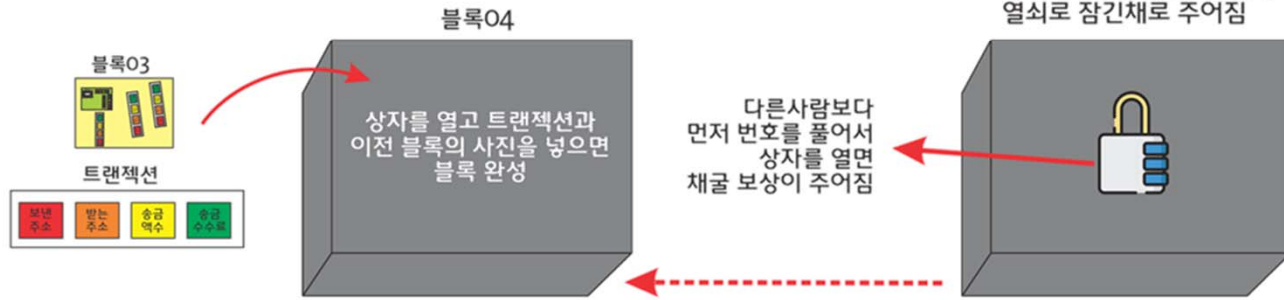 블록03
트랜젝션
보낸
주소
받는
주소
송금
액수
송금
수수료
블록04
상자를 열고 트랜젝션과
이전 블록의 사진을 넣으면
블록 완성
다른사람보다
먼저 번호를 풀어서
상자를 열면
채굴 보상이 주어짐
열쇠로 잠긴채로 주어짐